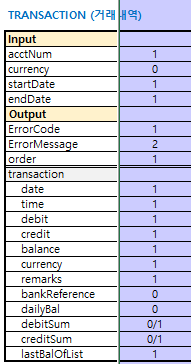 TRANSACTION (거래내역)
Input
acctNum 1
currency 0
startDate 1
endDate 1
Output
ErrorCode 1
ErrorMessage 2
order 1
transaction
date 1
time 1
debit 1
credit 1
balance 1
currency 1
remarks 1
bankReference 0
dailyBal 0
debitSum 0/1
creditSum 0/1
lastBalOfList 1